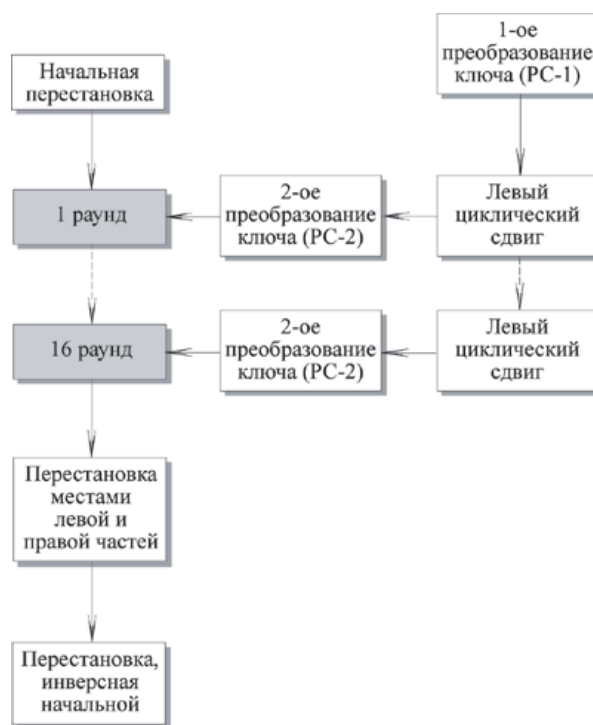 1-ое
преобразование
ключа (PC-1)
Начальная
перестановка
1 раунд
2-ое
преобразование
ключа (PC-2)
Левый
циклический
сдвиг
16 раунд
2-ое
преобразование
ключа (PC-2)
Левый
циклический
сдвиг
Перестановка
местами
левой и
правой частей
Перестановка,
инверсная
начальной